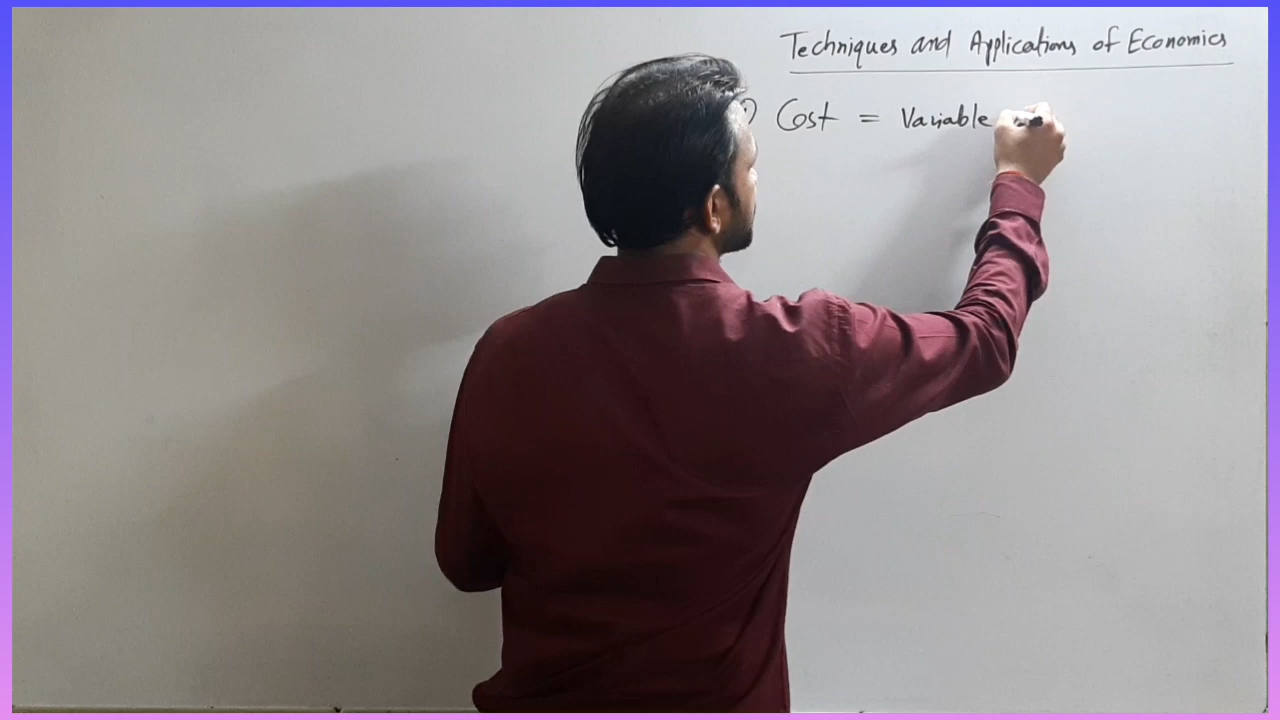 Techniques and Applications of Economics
) Cost = Variable